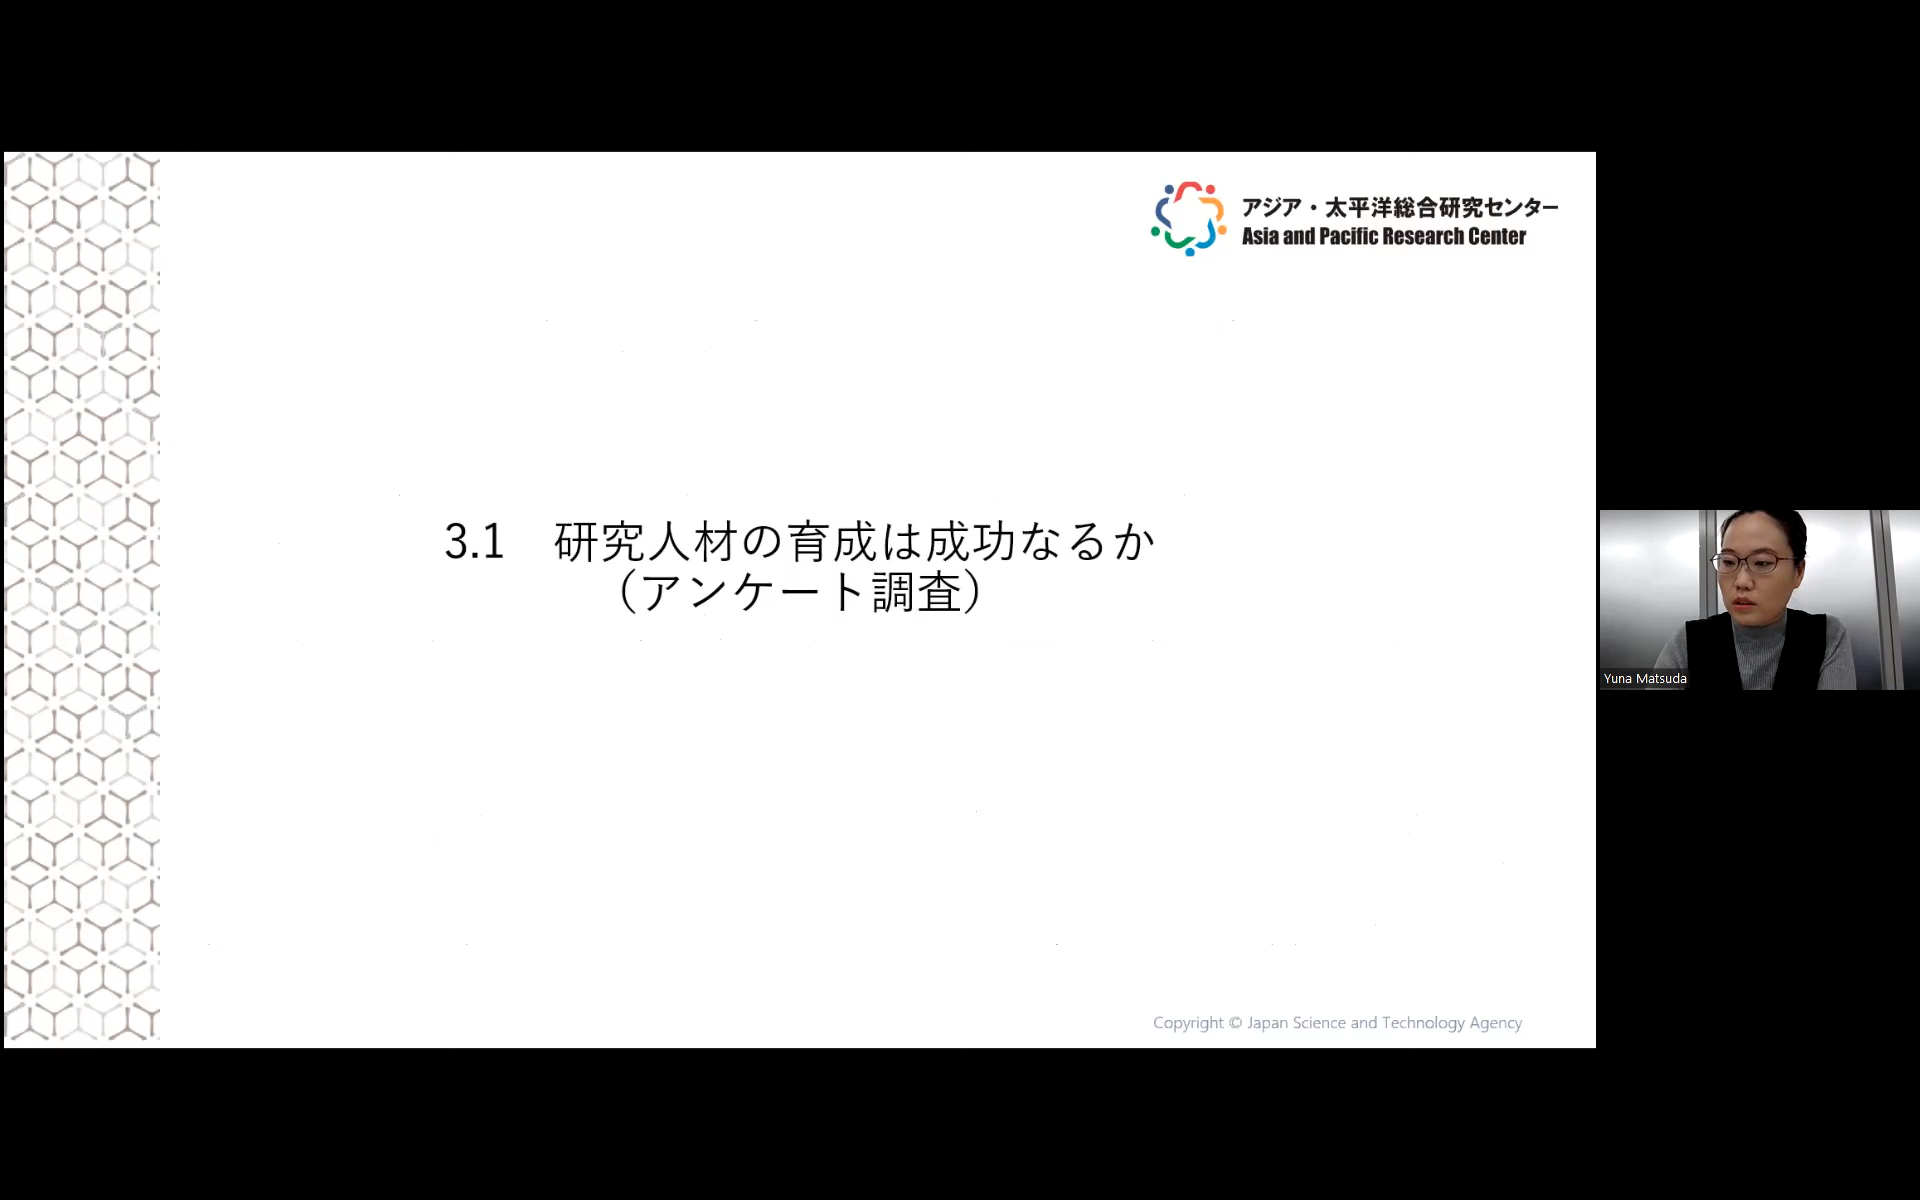 アジア・太平洋総合研究センター
Asia and Pacific Research Center
3.1　研究人材の育成は成功なるか
（アンケート調査）
Yuna Matsuda
Copyright © Japan Science and Technology Agency